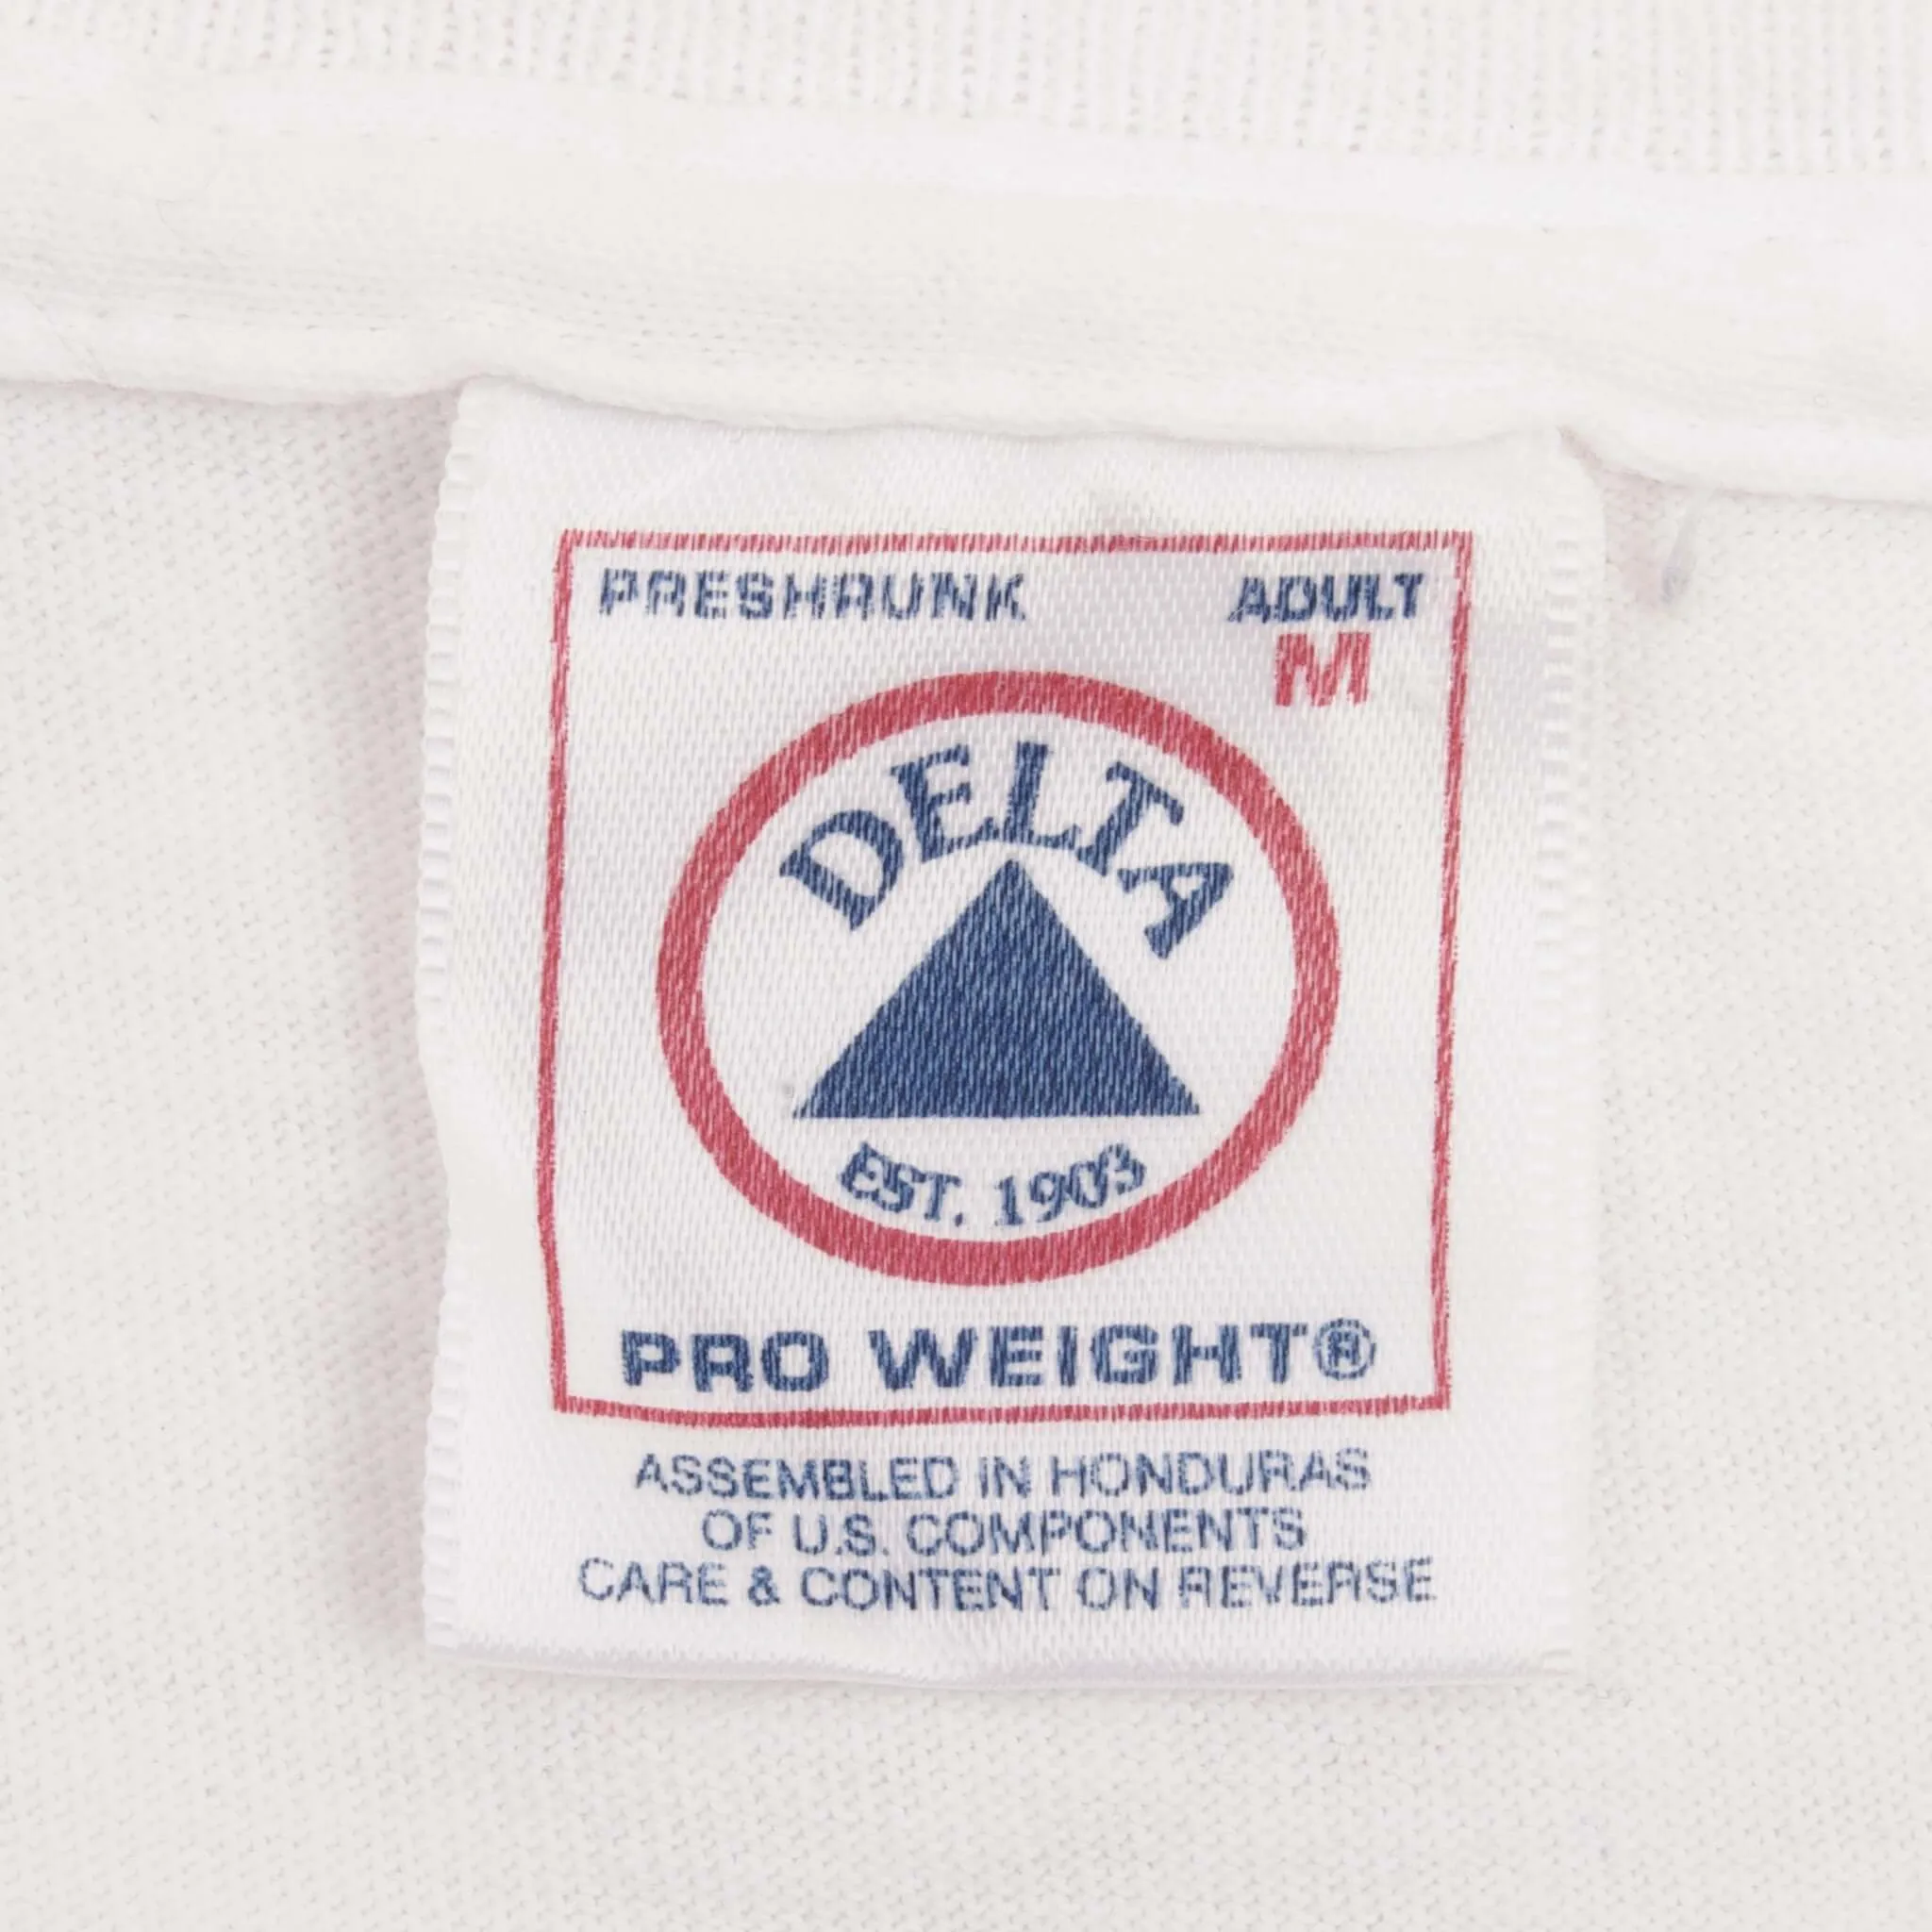 PRESHRUNK ADULT
M
DELTA
EST. 1903
PRO WEIGHT®
ASSEMBLED IN HONDURAS
OF U.S. COMPONENTS
CARE & CONTENT ON REVERSE